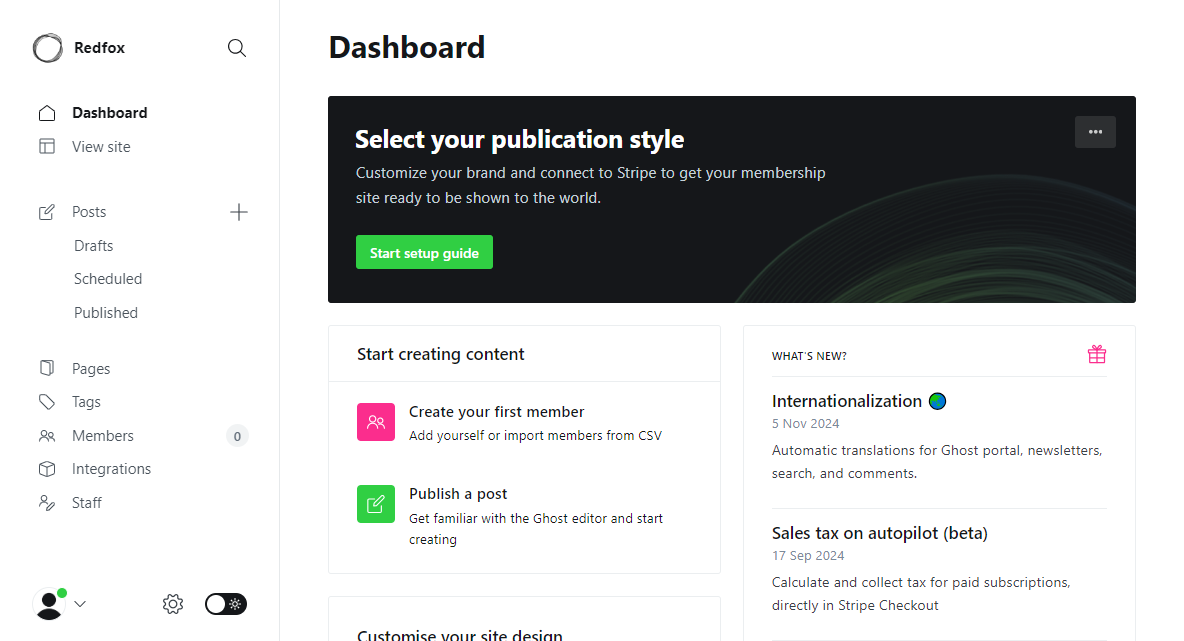 Redfox
Dashboard
View site
Posts
Drafts
Scheduled
Published
Pages
Tags
Members
0
Integrations
Staff
Dashboard
Select your publication style
Customize your brand and connect to Stripe to get your membership
site ready to be shown to the world.
Start setup guide
Start creating content
Create your first member
Add yourself or import members from CSV
Publish a post
Get familiar with the Ghost editor and start
creating
Customise your site design
WHAT'S NEW?
Internationalization
5 Nov 2024
Automatic translations for Ghost portal, newsletters,
search, and comments.
Sales tax on autopilot (beta)
17 Sep 2024
Calculate and collect tax for paid subscriptions,
directly in Stripe Checkout